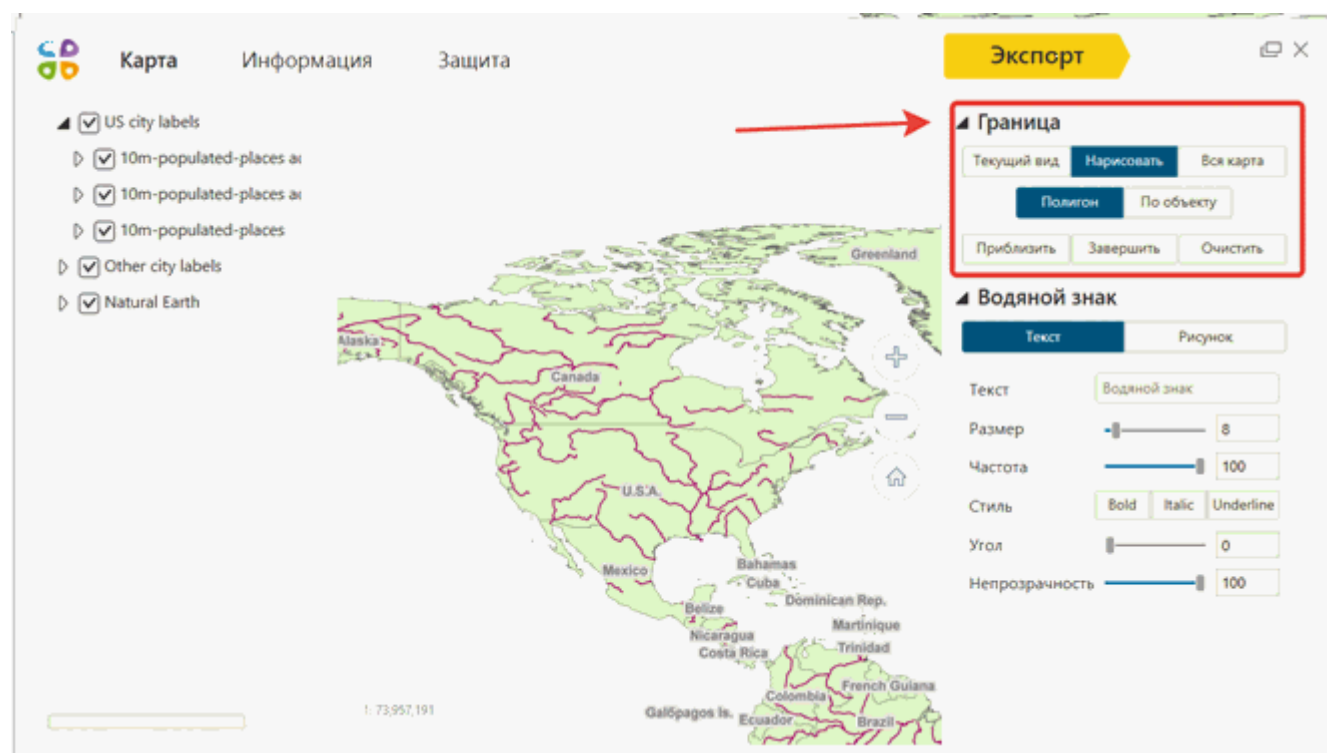 Карта
Информация
Защита
Экспорт
US city labels
10m-populated-places
10m-populated-places
10m-populated-places
Other city labels
Natural Earth
Граница
Текущий вид
Нарисовать
Вся карта
Полигон
По объекту
Приблизить
Завершить
Очистить
Водяной знак
Текст
Рисунок
Текст
Водяной знак
Размер
8
Частота
100
Стиль
Bold
Italic
Underline
Угол
0
Непрозрачность
100
Greenland
Alaska
Canada
U.S.A.
Mexico
Bahamas
Cuba
Dominican Rep.
Belize
Martinique
Nicaragua
Costa Rica
Trinidad
French Guiana
Colombia
Galõpagos Is.
Ecuador
Brazil
1: 73,957,191